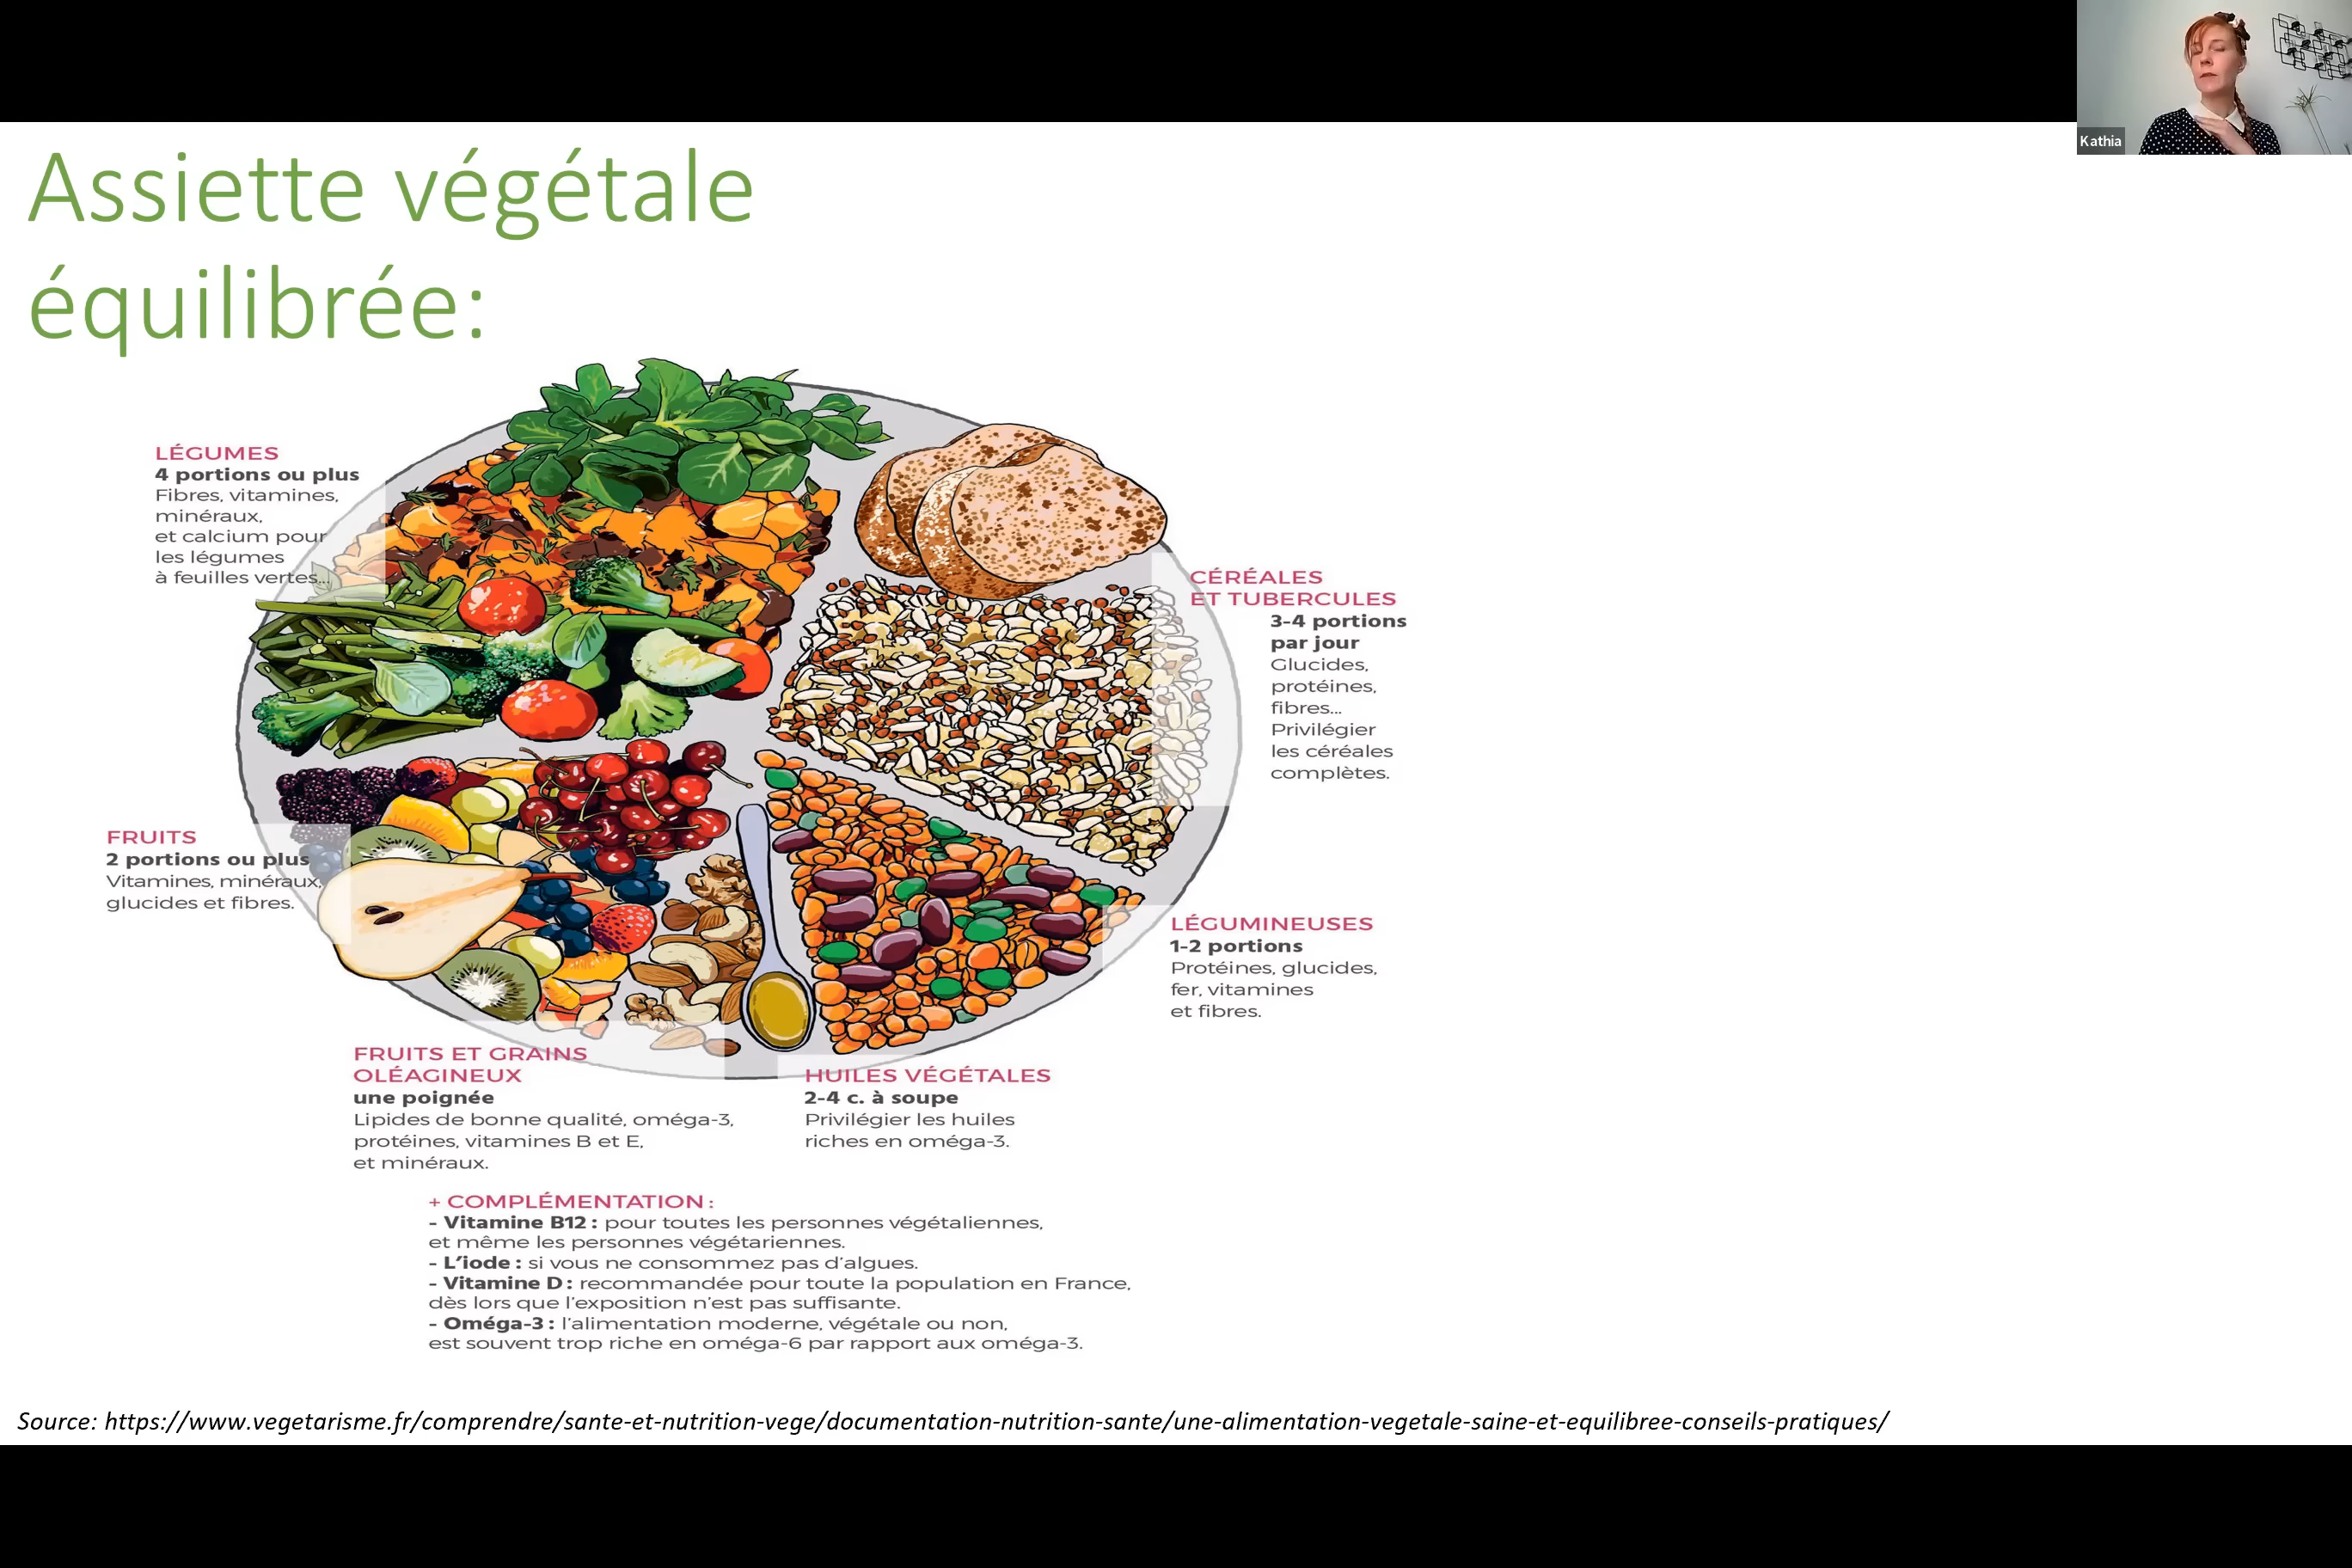 Kathia
Assiette végétale
équilibrée:
LÉGUMES
4 portions ou plus
Fibres, vitamines,
minéraux,
et calcium pour
les légumes
à feuilles vertes...
CÉRÉALES
ET TUBERCULES
3-4 portions
par jour
Glucides,
protéines,
fibres...
Privilégier
les céréales
complètes.
FRUITS
2 portions ou plus
Vitamines, minéraux,
glucides et fibres.
LÉGUMINEUSES
1-2 portions
Protéines, glucides,
fer, vitamines
et fibres.
FRUITS ET GRAINS
OLÉAGINEUX
une poignée
Lipides de bonne qualité, oméga-3,
protéines, vitamines B et E,
et minéraux.
HUILES VÉGÉTALES
2-4 c. à soupe
Privilégier les huiles
riches en oméga-3.
+ COMPLÉMENTATION :
- Vitamine B12 : pour toutes les personnes végétaliennes,
et même les personnes végétariennes.
- L'iode : si vous ne consommez pas d'algues.
- Vitamine D : recommandée pour toute la population en France,
dès lors que l'exposition n'est pas suffisante.
- Oméga-3 : l'alimentation moderne, végétale ou non,
est souvent trop riche en oméga-6 par rapport aux oméga-3.
Source: https://www.vegetarisme.fr/comprendre/sante-et-nutrition-vege/documentation-nutrition-sante/une-alimentation-vegetale-saine-et-equilibree-conseils-pratiques/